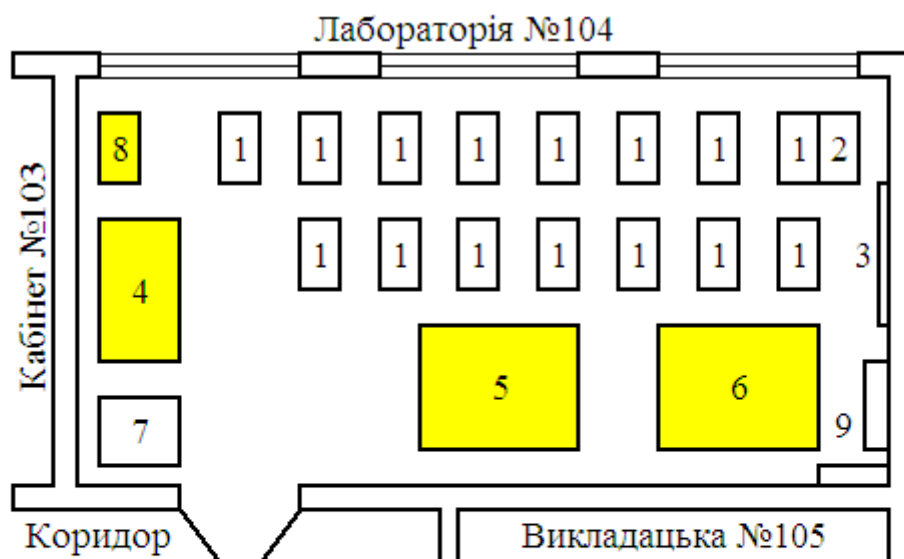 Лабораторія №104
8 1 1 1 1 1 1 1 1 2
Кабінет №103
1 1 1 1 1 1 1 3
4
5 6
7 9
Коридор
Викладацька №105